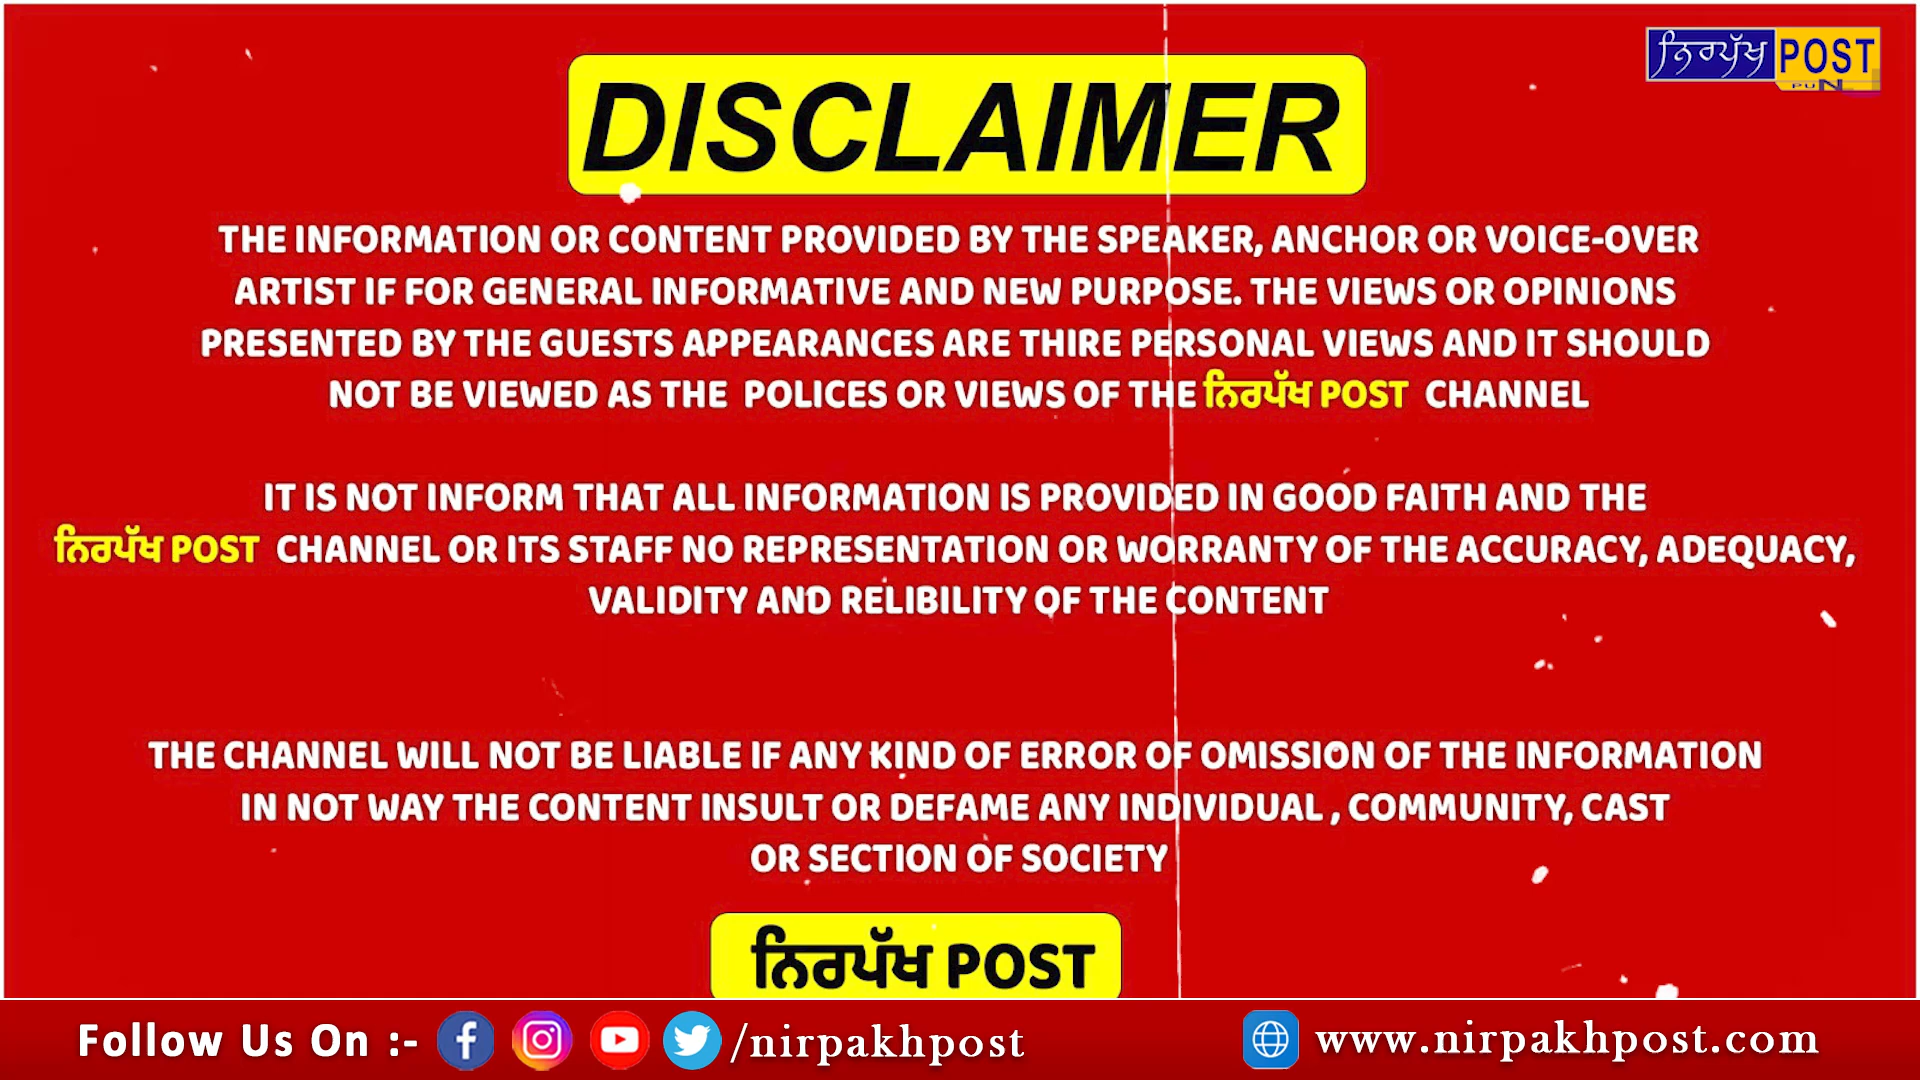 ਨਿਰਪੱਖ POST
DISCLAIMER
THE INFORMATION OR CONTENT PROVIDED BY THE SPEAKER, ANCHOR OR VOICE-OVER
ARTIST IF FOR GENERAL INFORMATIVE AND NEW PURPOSE. THE VIEWS OR OPINIONS
PRESENTED BY THE GUESTS APPEARANCES ARE THIRE PERSONAL VIEWS AND IT SHOULD
NOT BE VIEWED AS THE POLICES OR VIEWS OF THE ਨਿਰਪੱਖ POST CHANNEL
IT IS NOT INFORM THAT ALL INFORMATION IS PROVIDED IN GOOD FAITH AND THE
ਨਿਰਪੱਖ POST CHANNEL OR ITS STAFF NO REPRESENTATION OR WORRANTY OF THE ACCURACY, ADEQUACY,
VALIDITY AND RELIBILITY OF THE CONTENT
THE CHANNEL WILL NOT BE LIABLE IF ANY KIND OF ERROR OF OMISSION OF THE INFORMATION
IN NOT WAY THE CONTENT INSULT OR DEFAME ANY INDIVIDUAL , COMMUNITY, CAST
OR SECTION OF SOCIETY
ਨਿਰਪੱਖ POST
Follow Us On :- /nirpakhpost www.nirpakhpost.com